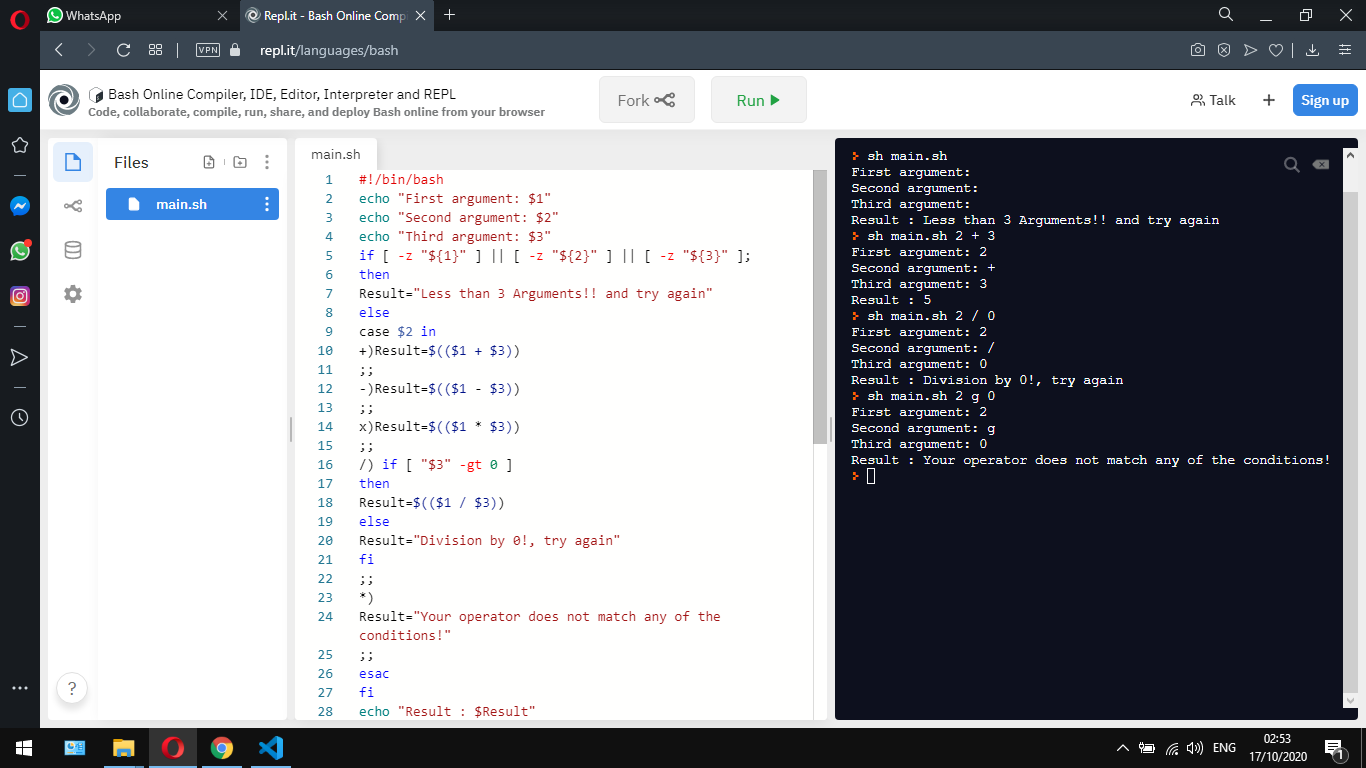 WhatsApp
Repl.it - Bash Online Comp
VPN
repl.it/languages/bash
Bash Online Compiler, IDE, Editor, Interpreter and REPL
Code, collaborate, compile, run, share, and deploy Bash online from your browser
Fork
Run
Talk
Sign up
Files
main.sh
main.sh
1 #!/bin/bash
2 echo "First argument: $1"
3 echo "Second argument: $2"
4 echo "Third argument: $3"
5 if [ -z "${1}" ] || [ -z "${2}" ] || [ -z "${3}" ];
6 then
7 Result="Less than 3 Arguments!! and try again"
8 else
9 case $2 in
10 +)Result=$(($1 + $3))
11 ;;
12 -)Result=$(($1 - $3))
13 ;;
14 x)Result=$(($1 * $3))
15 ;;
16 /) if [ "$3" -gt 0 ]
17 then
18 Result=$(($1 / $3))
19 else
20 Result="Division by 0!, try again"
21 fi
22 ;;
23 *)
24 Result="Your operator does not match any of the
conditions!"
25 ;;
26 esac
27 fi
28 echo "Result : $Result"
sh main.sh
First argument:
Second argument:
Third argument:
Result : Less than 3 Arguments!! and try again
sh main.sh 2 + 3
First argument: 2
Second argument: +
Third argument: 3
Result : 5
sh main.sh 2 / 0
First argument: 2
Second argument: /
Third argument: 0
Result : Division by 0!, try again
sh main.sh 2 g 0
First argument: 2
Second argument: g
Third argument: 0
Result : Your operator does not match any of the conditions!
?
ENG
02:53
17/10/2020
1